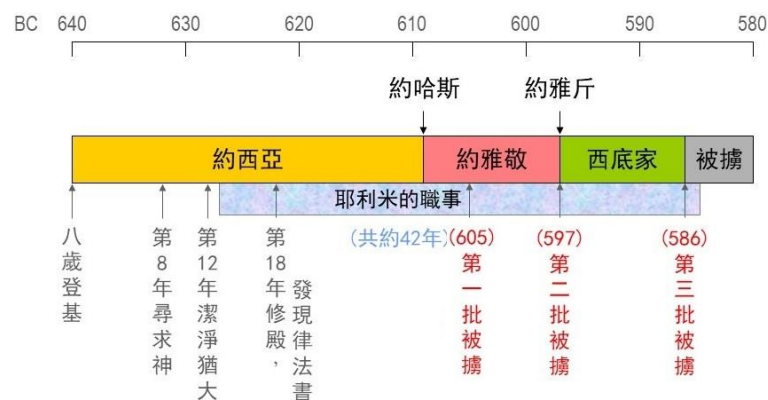 BC 640 630 620 610 600 590 580
約哈斯 約雅斤
約西亞 約雅敬 西底家 被擄
耶利米的職事
(共約42年) (605) (597) (586)
八歲登基
第8年尋求神
第12年潔淨猶大
第18年修殿，
發現律法書
第一批被擄
第二批被擄
第三批被擄